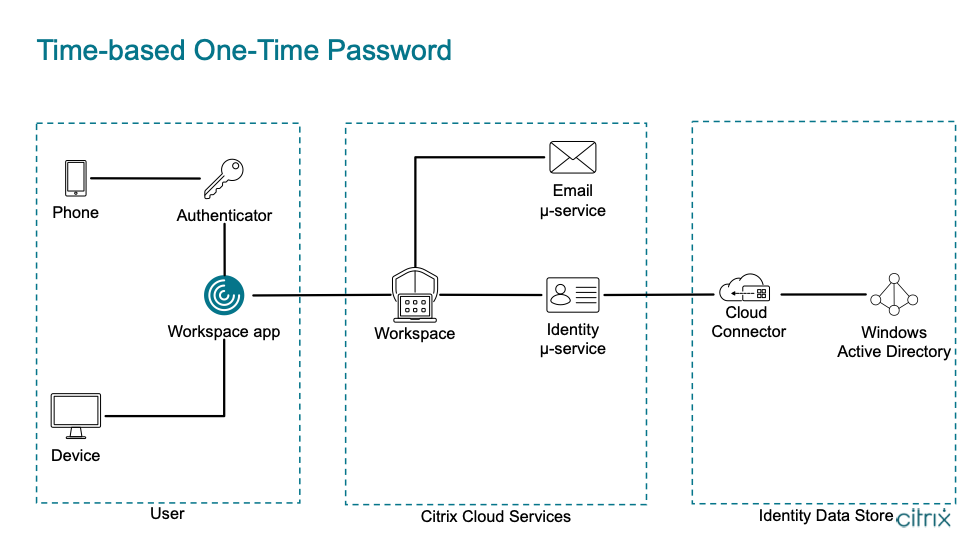 Time-based One-Time Password
Phone
Authenticator
Workspace app
Device
User
Email
μ-service
Workspace
Identity
μ-service
Citrix Cloud Services
Cloud
Connector
Windows
Active Directory
Identity Data Store
citrix